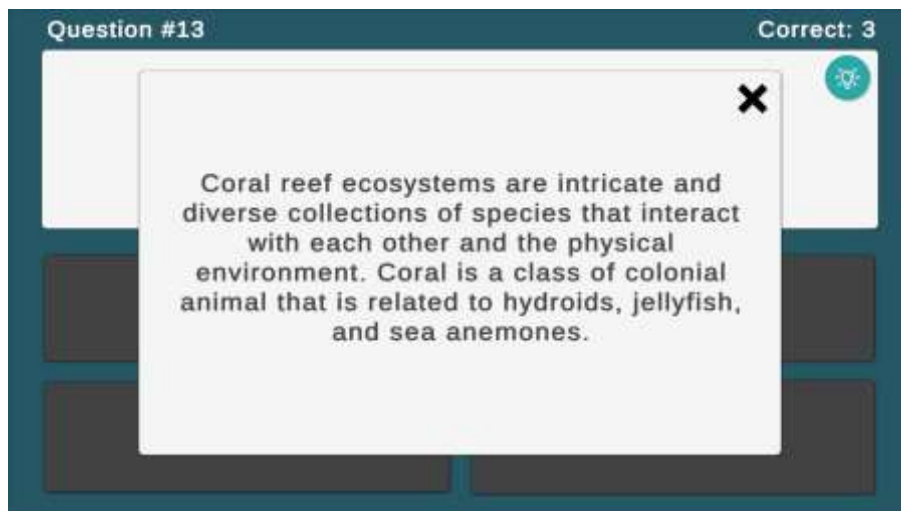 Question #13
Correct: 3
Coral reef ecosystems are intricate and
diverse collections of species that interact
with each other and the physical
environment. Coral is a class of colonial
animal that is related to hydroids, jellyfish,
and sea anemones.